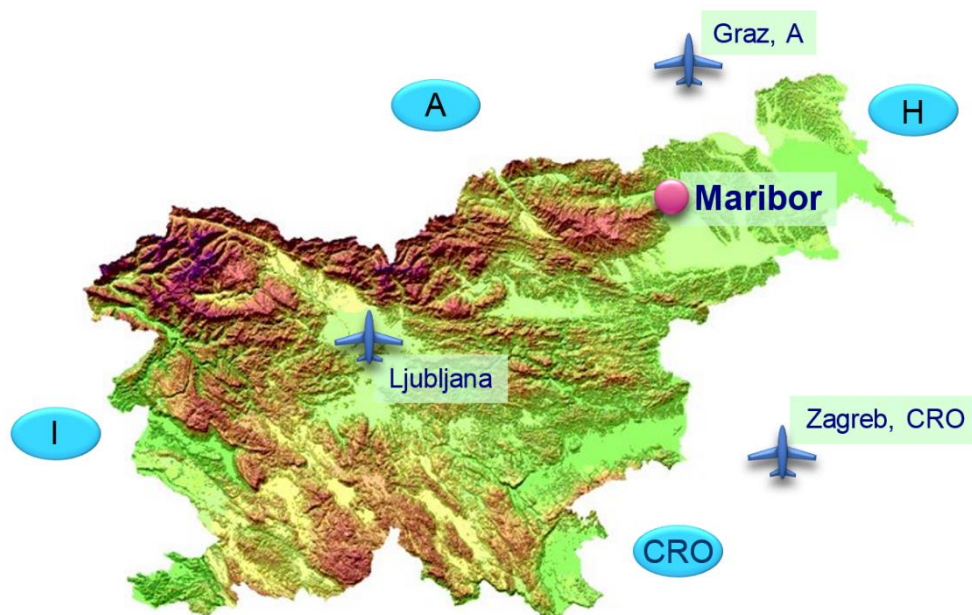 Graz, A
A
H
Maribor
Ljubljana
I
Zagreb, CRO
CRO